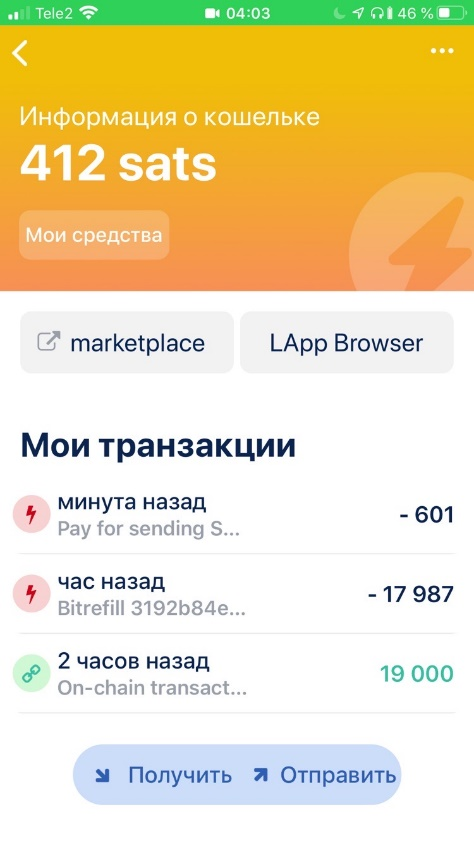 Tele2 04:03 46 %
Информация о кошельке
412 sats
Мои средства
marketplace LApp Browser
Мои транзакции
минута назад
Pay for sending S... - 601
час назад
Bitrefill 3192b84e... - 17 987
2 часов назад
On-chain transact... 19 000
Получить Отправить